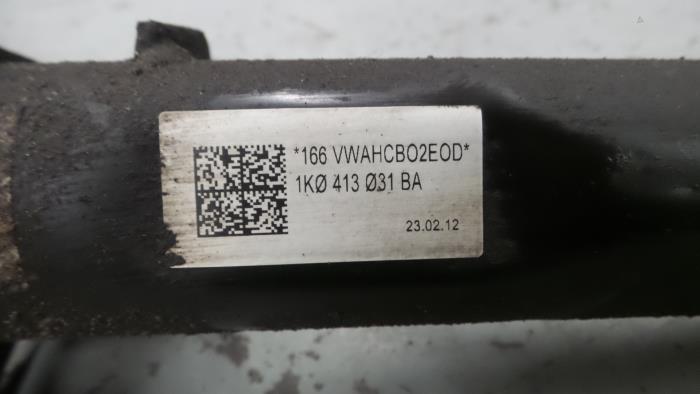 *166 VWAHCBO2EOD*
1KØ 413 Ø31 BA
23.02.12